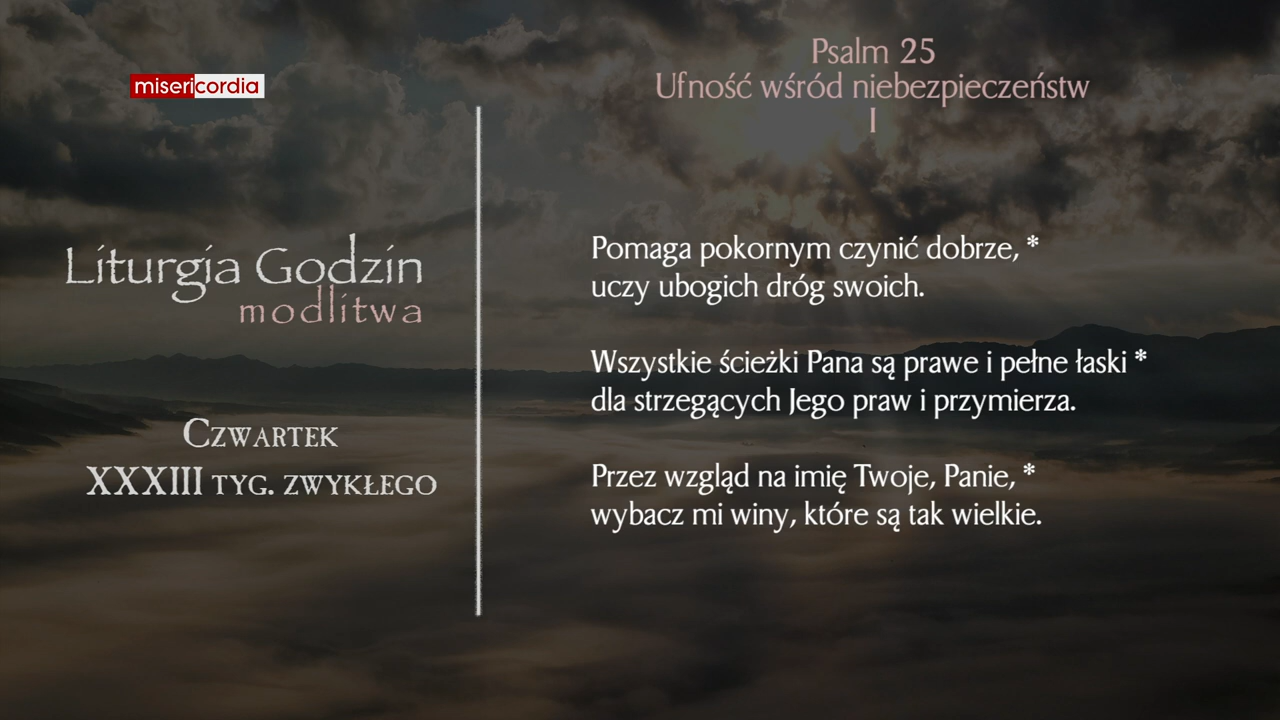 misericordia
Liturgia Godzin
modlitwa
Czwartek
XXXIII tyg. zwykłego
Psalm 25
Ufność wśród niebezpieczeństw
I
Pomaga pokornym czynić dobrze, *
uczy ubogich dróg swoich.
Wszystkie ścieżki Pana są prawe i pełne łaski *
dla strzegących Jego praw i przymierza.
Przez wzgląd na imię Twoje, Panie, *
wybacz mi winy, które są tak wielkie.